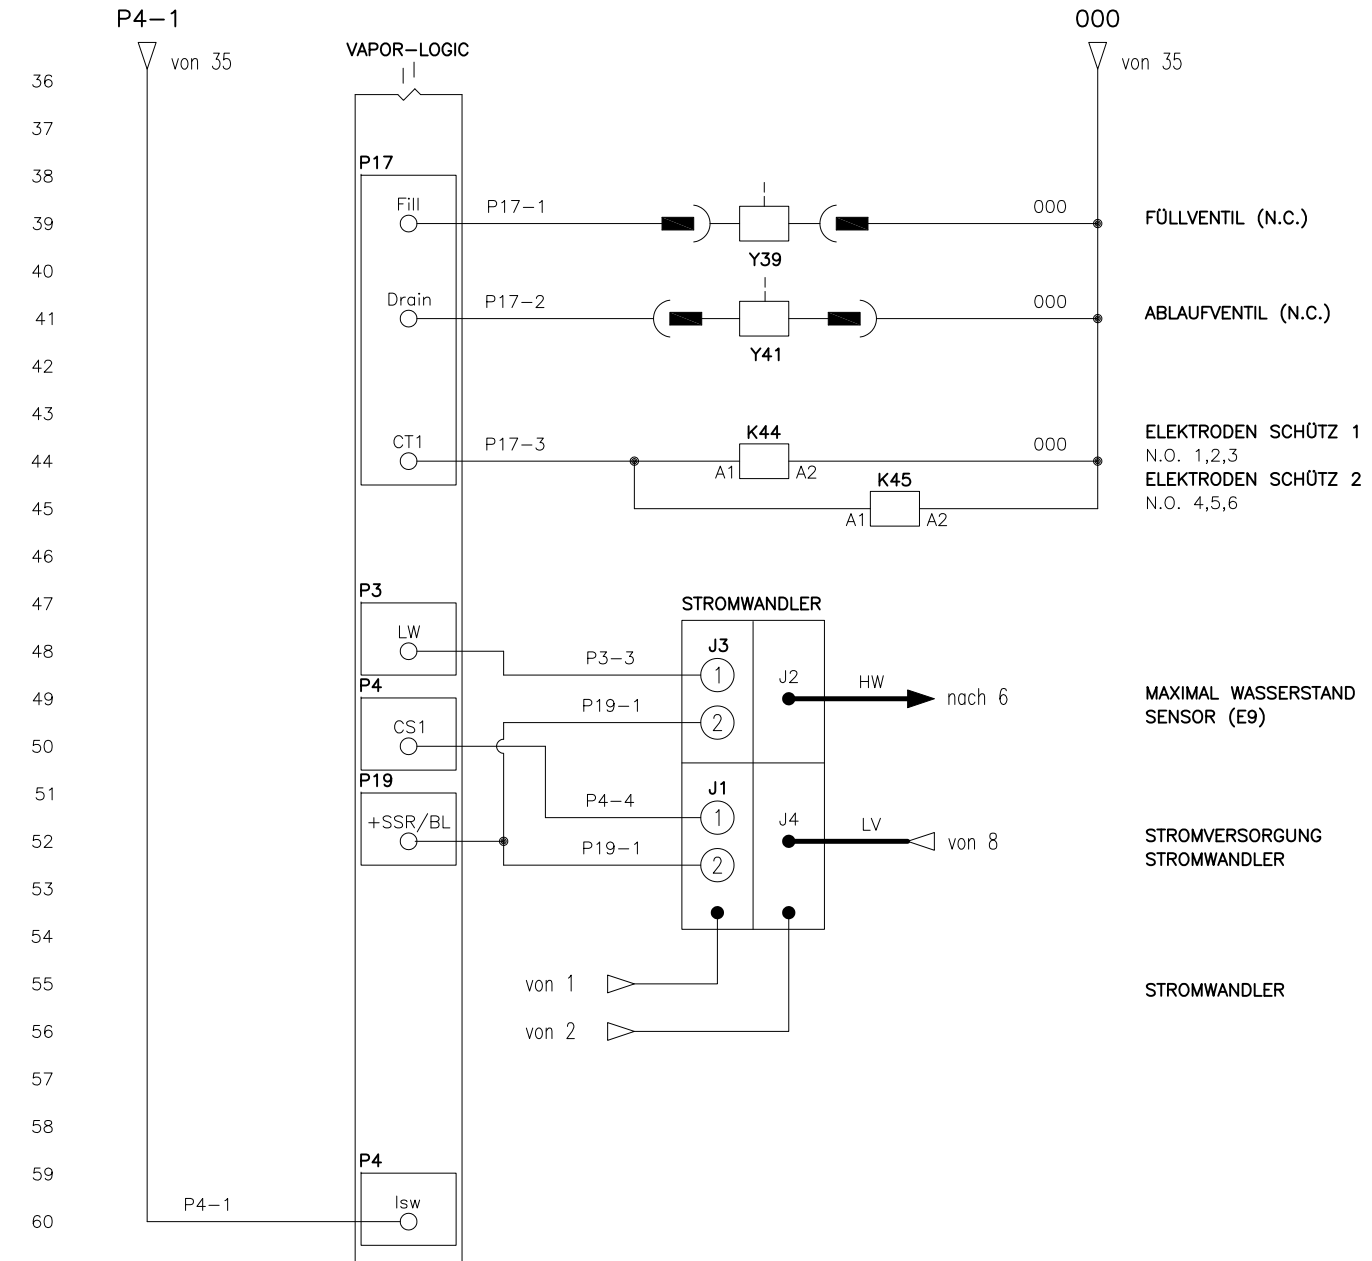 P4-1
000
von 35
VAPOR-LOGIC
von 35
36
37
38
P17
39
Fill
P17-1
Y39
000
FÜLLVENTIL (N.C.)
40
41
Drain
P17-2
Y41
000
ABLAUFVENTIL (N.C.)
42
43
44
CT1
P17-3
K44
A1
A2
000
ELEKTRODEN SCHÜTZ 1
N.O. 1,2,3
ELEKTRODEN SCHÜTZ 2
N.O. 4,5,6
45
K45
A1
A2
46
47
P3
STROMWANDLER
48
LW
P3-3
J3
1
J2
HW
nach 6
49
P4
P19-1
2
MAXIMAL WASSERSTAND
SENSOR (E9)
50
CS1
51
P19
P4-4
J1
1
J4
LV
von 8
52
+SSR/BL
P19-1
2
STROMVERSORGUNG
STROMWANDLER
53
54
55
von 1
STROMWANDLER
56
von 2
57
58
59
P4
60
P4-1
Isw